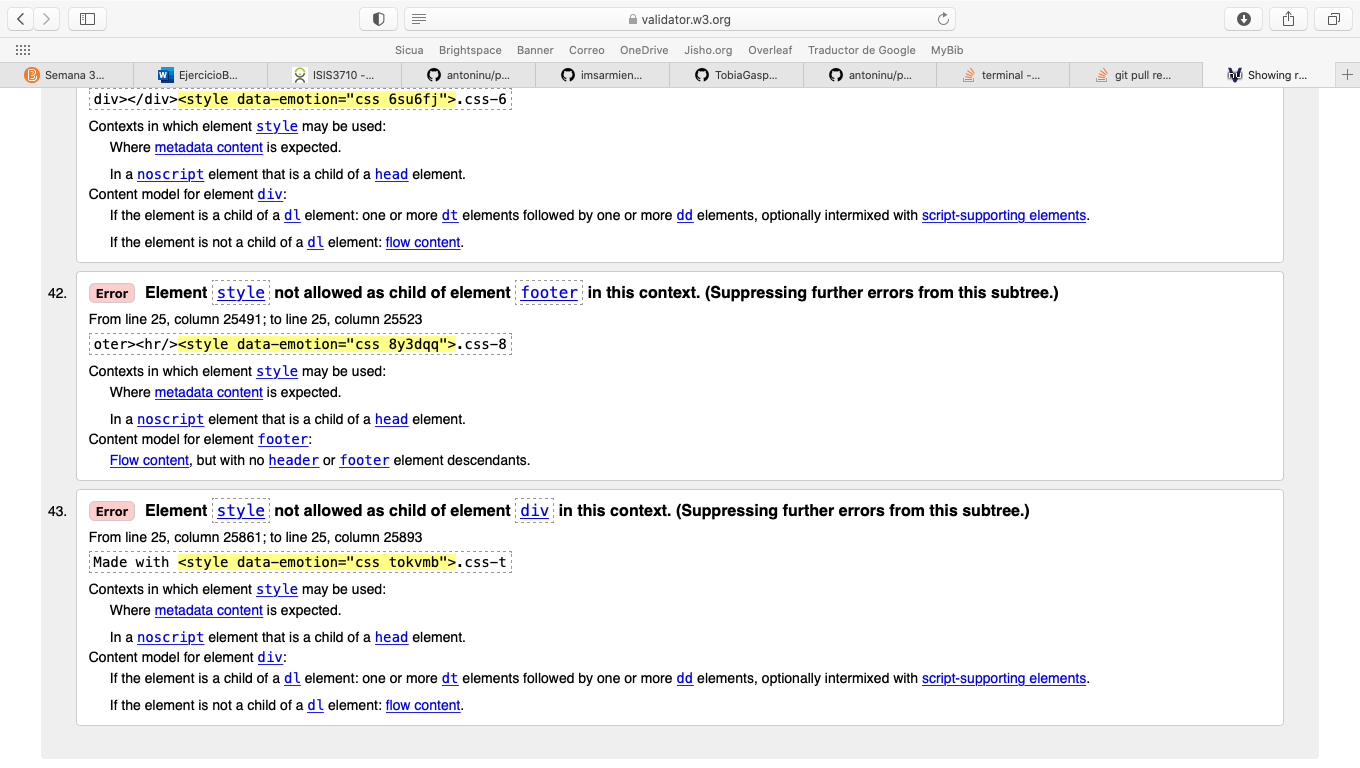 validator.w3.org
Sicua Brightspace Banner Correo OneDrive Jisho.org Overleaf Traductor de Google MyBib
Semana 3... EjercicioB... ISIS3710 -... antoninu/p... imsarmien... TobiaGasp... antoninu/p... terminal -... git pull re... nu Showing r...
div></div><style data-emotion="css 6su6fj">.css-6
Contexts in which element style may be used:
Where metadata content is expected.
In a noscript element that is a child of a head element.
Content model for element div:
If the element is a child of a dl element: one or more dt elements followed by one or more dd elements, optionally intermixed with script-supporting elements.
If the element is not a child of a dl element: flow content.
42. Error Element style not allowed as child of element footer in this context. (Suppressing further errors from this subtree.)
From line 25, column 25491; to line 25, column 25523
oter><hr/><style data-emotion="css 8y3dqq">.css-8
Contexts in which element style may be used:
Where metadata content is expected.
In a noscript element that is a child of a head element.
Content model for element footer:
Flow content, but with no header or footer element descendants.
43. Error Element style not allowed as child of element div in this context. (Suppressing further errors from this subtree.)
From line 25, column 25861; to line 25, column 25893
Made with <style data-emotion="css tokvmb">.css-t
Contexts in which element style may be used:
Where metadata content is expected.
In a noscript element that is a child of a head element.
Content model for element div:
If the element is a child of a dl element: one or more dt elements followed by one or more dd elements, optionally intermixed with script-supporting elements.
If the element is not a child of a dl element: flow content.